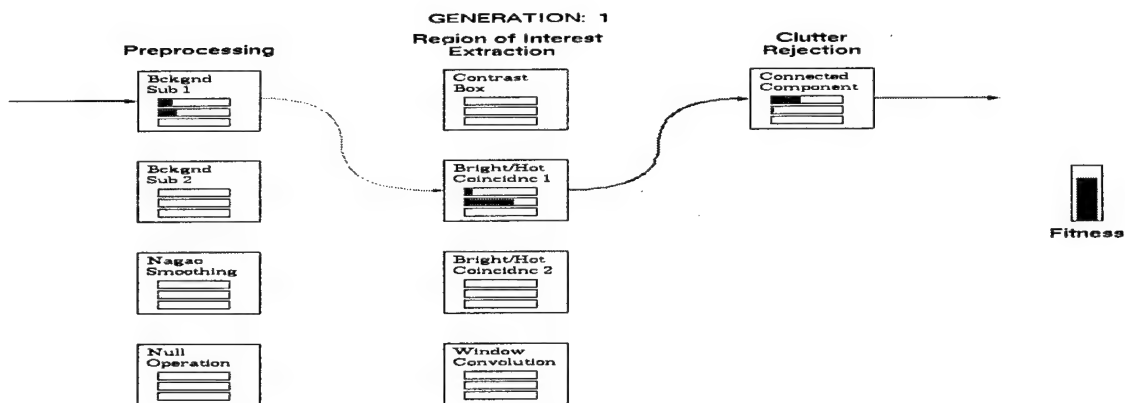 GENERATION: 1
Preprocessing
Region of Interest
Extraction
Clutter
Rejection
Bckgnd
Sub 1
Contrast
Box
Connected
Component
Bckgnd
Sub 2
Bright/Hot
Coincidnc 1
Fitness
Nagao
Smoothing
Bright/Hot
Coincidnc 2
Null
Operation
Window
Convolution